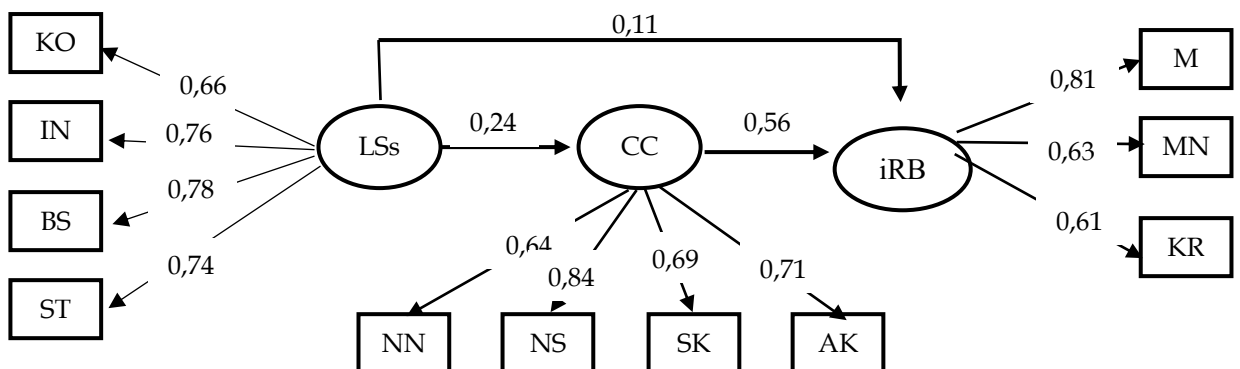 0,11
KO
M
0,66
0,81
IN
0,76
LSs
0,24
CC
0,56
iRB
0,63
MN
BS
0,78
0,61
KR
ST
0,74
0,64
0,84
0,69
0,71
NN
NS
SK
AK